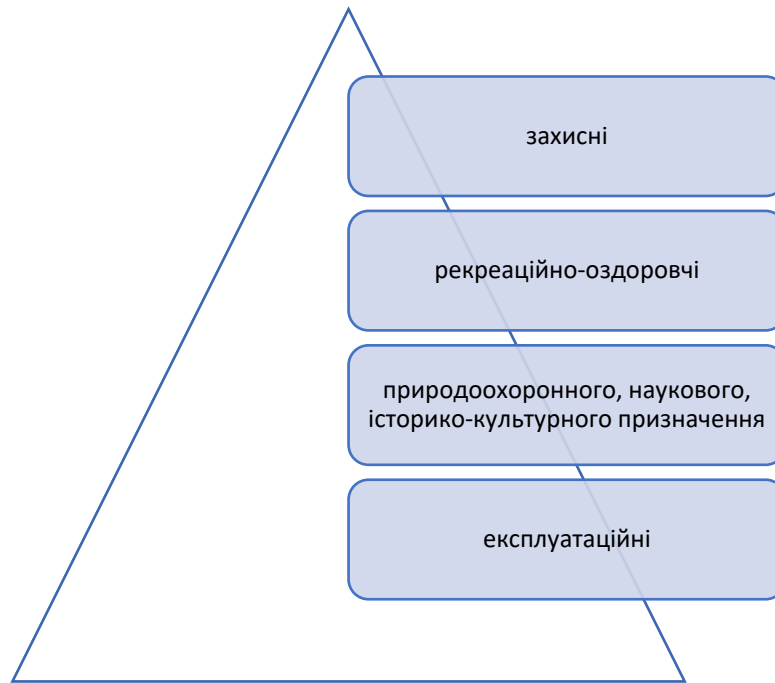 захисні
рекреаційно-оздоровчі
природоохоронного, наукового,
історико-культурного призначення
експлуатаційні